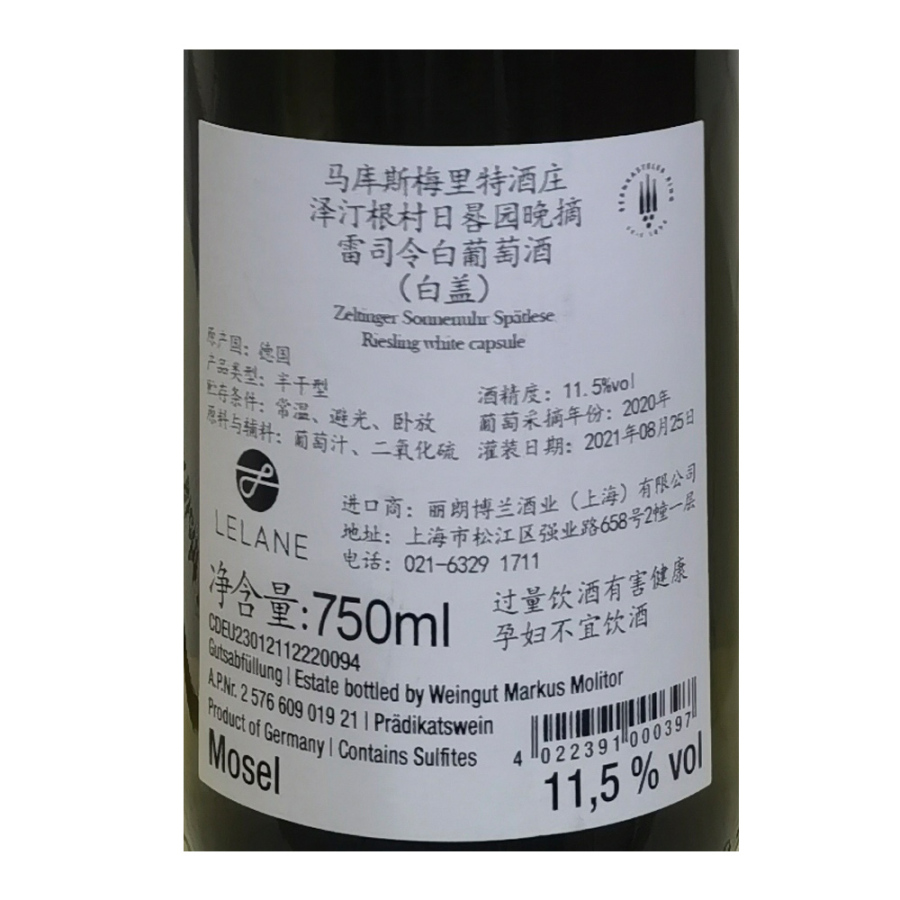 马库斯梅里特酒庄
泽汀根村日晷园晚摘
雷司令白葡萄酒
（白盖）
Zeltinger Sonnenuhr Spätlese
Riesling white capsule
BERNKASTELER RING
SEIT 1899
原产国：德国
产品类型：半干型
贮存条件：常温、避光、卧放
原料与辅料：葡萄汁、二氧化硫
酒精度：11.5%vol
葡萄采摘年份：2020年
灌装日期：2021年08月25日
LELANE
进口商：丽朗博兰酒业（上海）有限公司
地址：上海市松江区强业路658号2幢一层
电话：021-6329 1711
净含量:750ml
过量饮酒有害健康
孕妇不宜饮酒
CDEU23012112220094
Gutsabfüllung | Estate bottled by Weingut Markus Molitor
A.P.Nr. 2 576 609 019 21 | Prädikatswein
Product of Germany | Contains Sulfites
Mosel
4 022391 000397
11,5 % vol